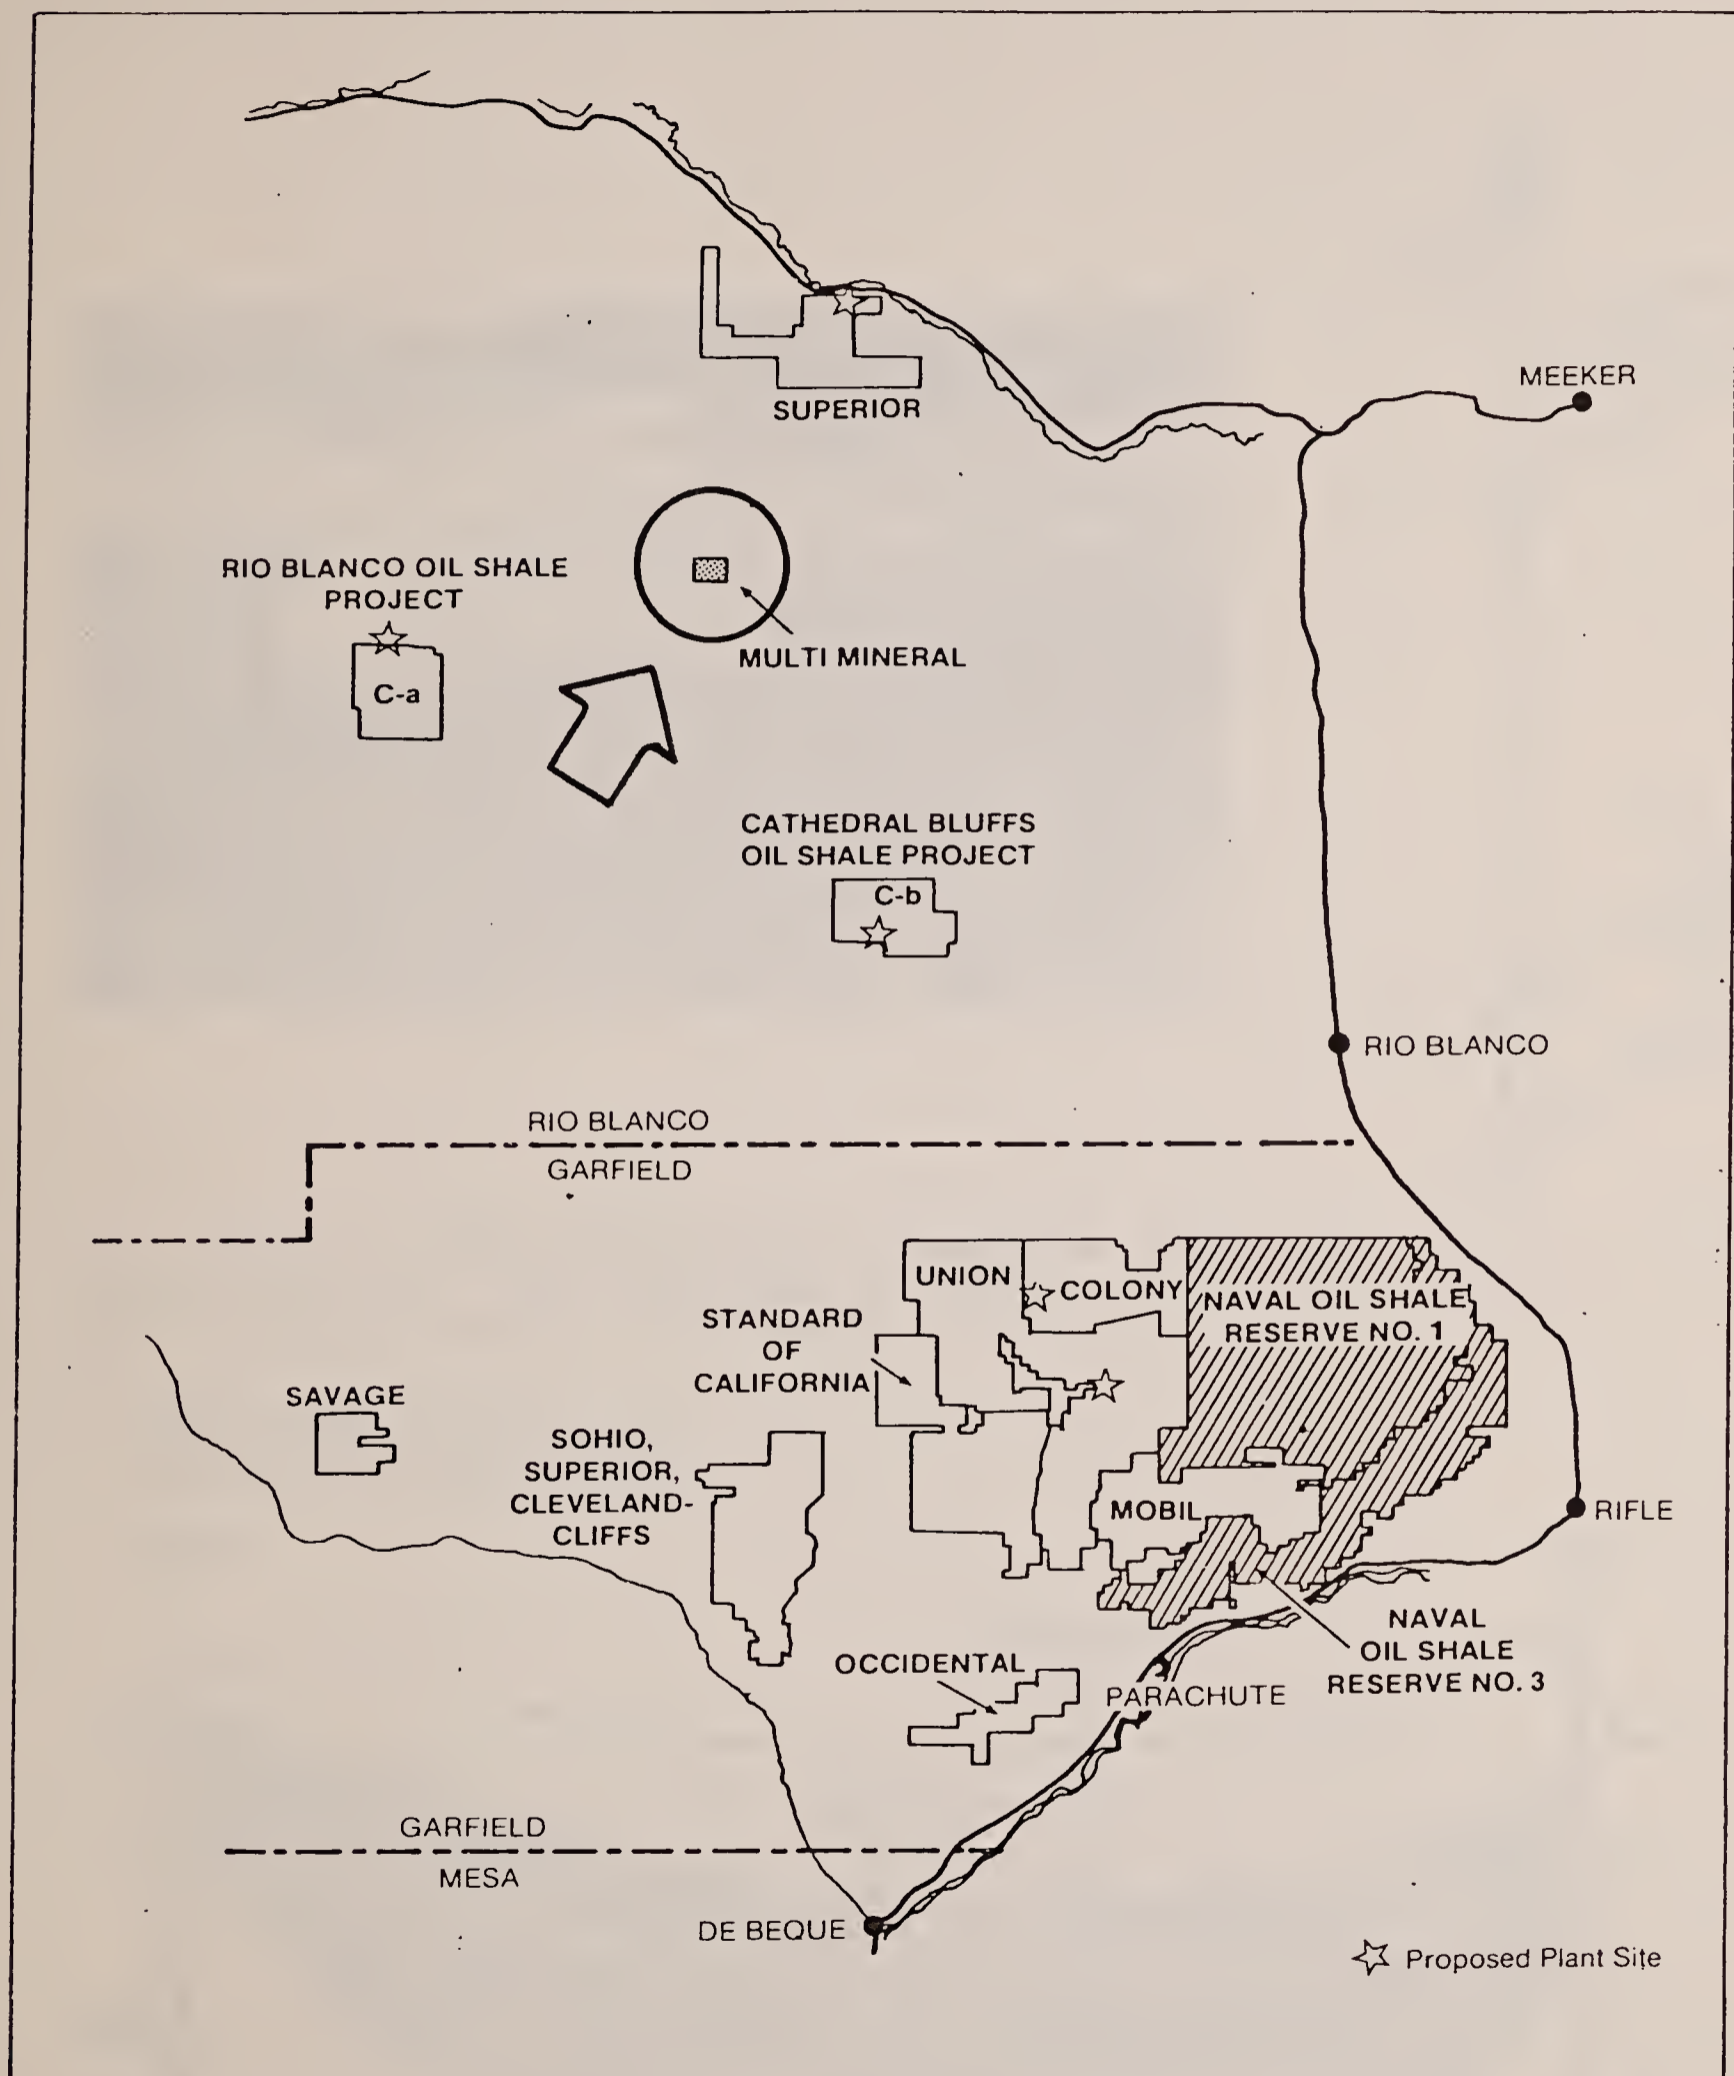 MEEKER
SUPERIOR
RIO BLANCO OIL SHALE
PROJECT
C-a
MULTI MINERAL
CATHEDRAL BLUFFS
OIL SHALE PROJECT
C-b
RIO BLANCO
RIO BLANCO
GARFIELD
UNION
COLONY
NAVAL OIL SHALE
RESERVE NO. 1
STANDARD
OF
CALIFORNIA
SAVAGE
SOHIO,
SUPERIOR,
CLEVELAND-
CLIFFS
MOBIL
RIFLE
NAVAL
OIL SHALE
RESERVE NO. 3
OCCIDENTAL
PARACHUTE
GARFIELD
MESA
DE BEQUE
Proposed Plant Site